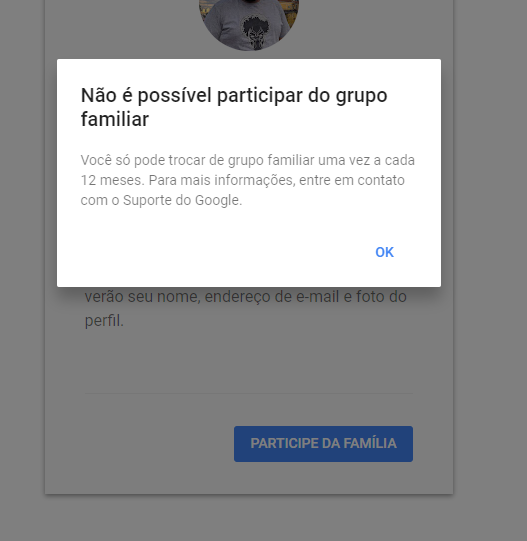 Não é possível participar do grupo
familiar
Você só pode trocar de grupo familiar uma vez a cada
12 meses. Para mais informações, entre em contato
com o Suporte do Google.
OK
verão seu nome, endereço de e-mail e foto do
perfil.
PARTICIPE DA FAMÍLIA